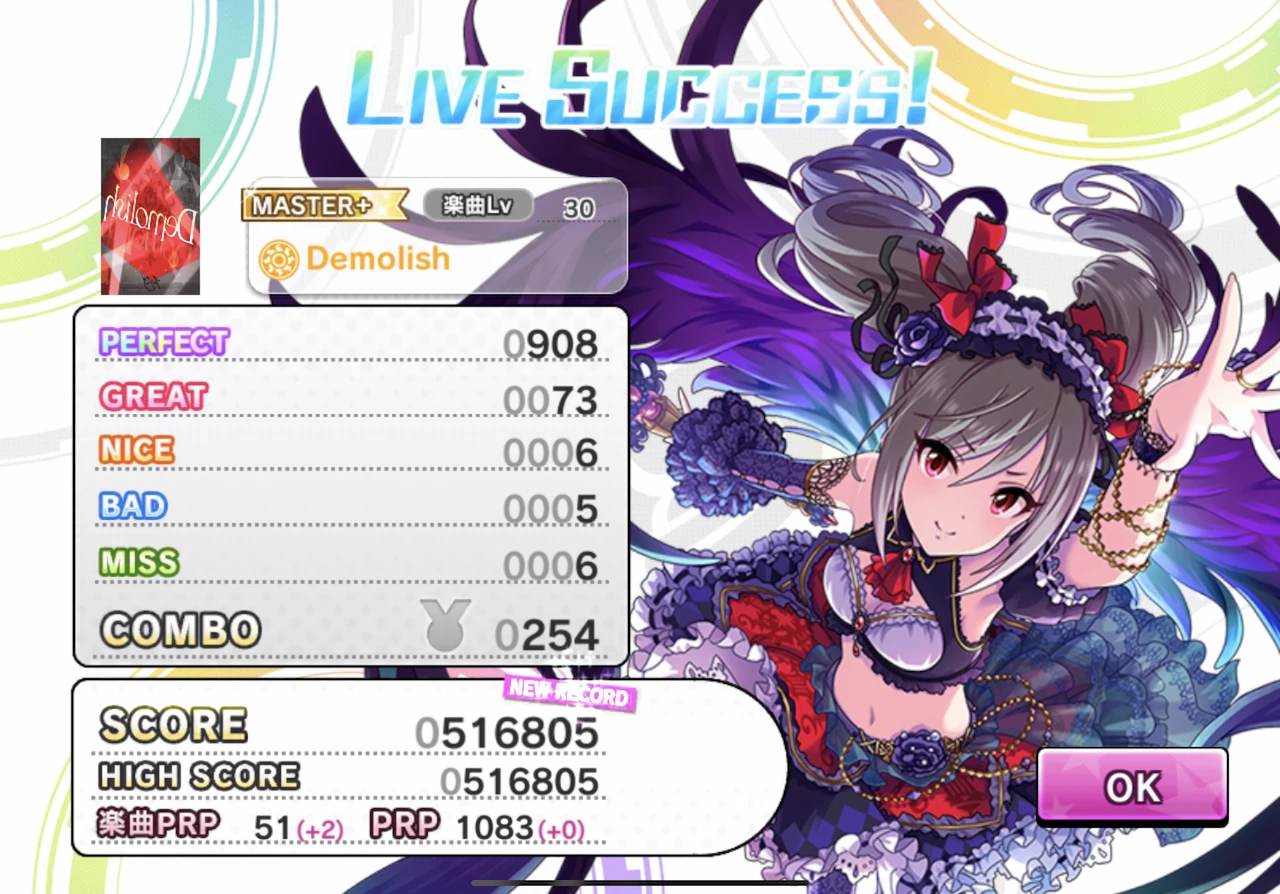 LIVE SUCCESS!
MASTER+ 楽曲Lv 30
Demolish
Demolish
PERFECT 0908
GREAT 0073
NICE 0006
BAD 0005
MISS 0006
COMBO 0254
NEW RECORD
SCORE 0516805
HIGH SCORE 0516805
楽曲PRP 51(+2) PRP 1083(+0)
OK